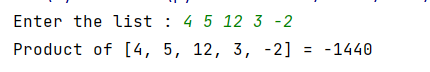 Enter the list : 4 5 12 3 -2
Product of [4, 5, 12, 3, -2] = -1440